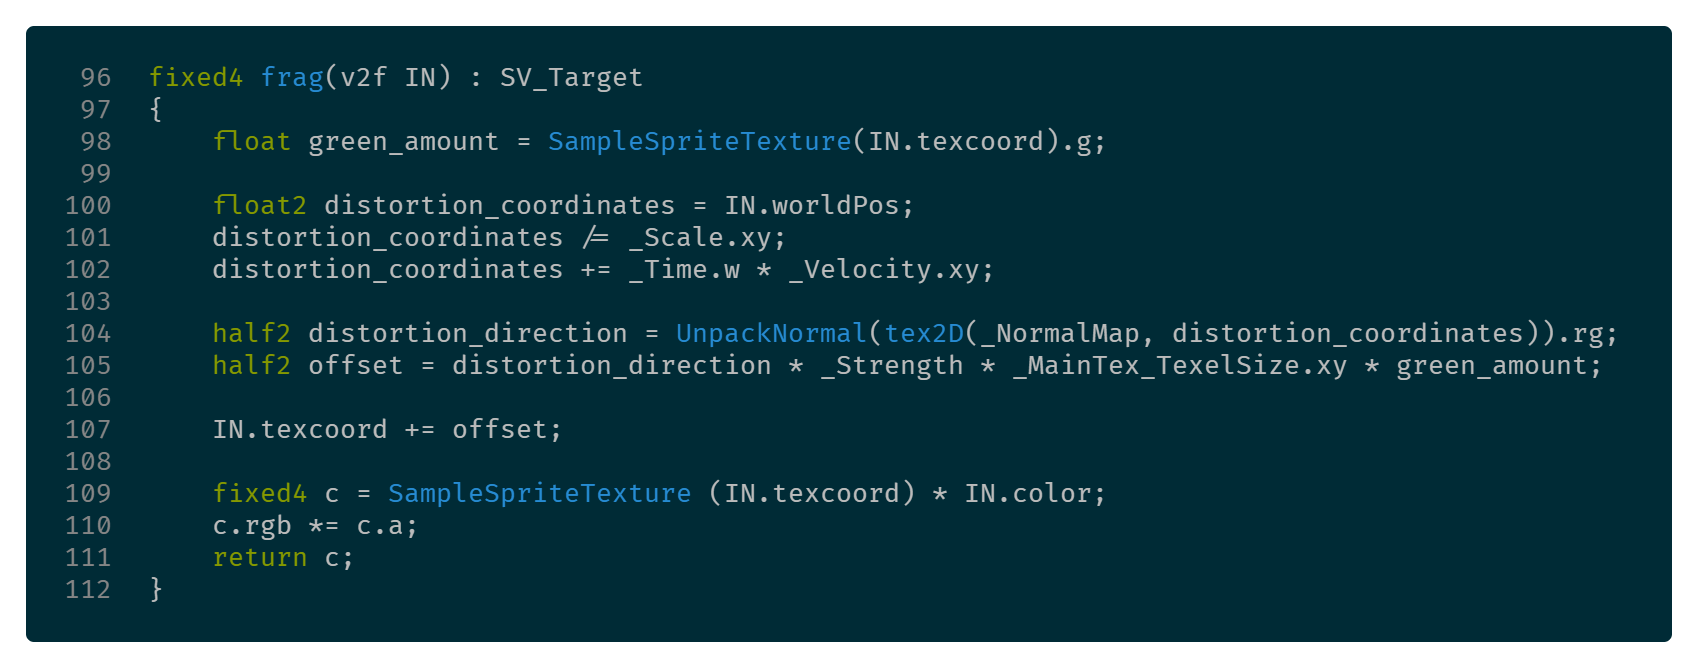 96 fixed4 frag(v2f IN) : SV_Target
97 {
98     float green_amount = SampleSpriteTexture(IN.texcoord).g;
99
100     float2 distortion_coordinates = IN.worldPos;
101     distortion_coordinates /= _Scale.xy;
102     distortion_coordinates += _Time.w * _Velocity.xy;
103
104     half2 distortion_direction = UnpackNormal(tex2D(_NormalMap, distortion_coordinates)).rg;
105     half2 offset = distortion_direction * _Strength * _MainTex_TexelSize.xy * green_amount;
106
107     IN.texcoord += offset;
108
109     fixed4 c = SampleSpriteTexture (IN.texcoord) * IN.color;
110     c.rgb *= c.a;
111     return c;
112 }